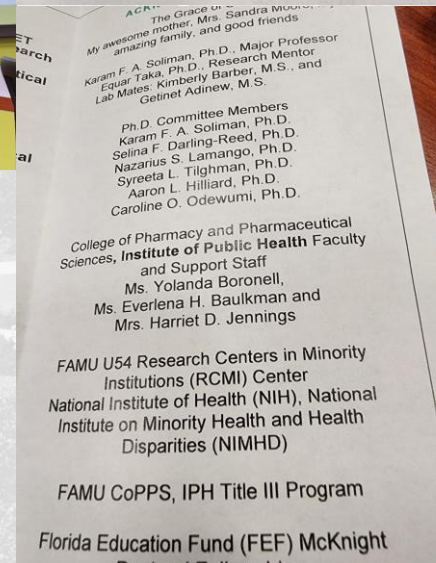 ET
earch
tical
al
The Grace
My awesome mother, Mrs. Sandra
amazing family, and good friends
Karam F. A. Soliman, Ph.D., Major Professor
Equar Taka, Ph.D., Research Mentor
Lab Mates: Kimberly Barber, M.S., and
Getinet Adinew, M.S.
Ph.D. Committee Members
Karam F. A. Soliman, Ph.D.
Selina F. Darling-Reed, Ph.D.
Nazarius S. Lamango, Ph.D.
Syreeta L. Tilghman, Ph.D.
Aaron L. Hilliard, Ph.D.
Caroline O. Odewumi, Ph.D.
College of Pharmacy and Pharmaceutical
Sciences, Institute of Public Health Faculty
and Support Staff
Ms. Yolanda Boronell,
Ms. Everlena H. Baulkman and
Mrs. Harriet D. Jennings
FAMU U54 Research Centers in Minority
Institutions (RCMI) Center
National Institute of Health (NIH), National
Institute on Minority Health and Health
Disparities (NIMHD)
FAMU CoPPS, IPH Title III Program
Florida Education Fund (FEF) McKnight